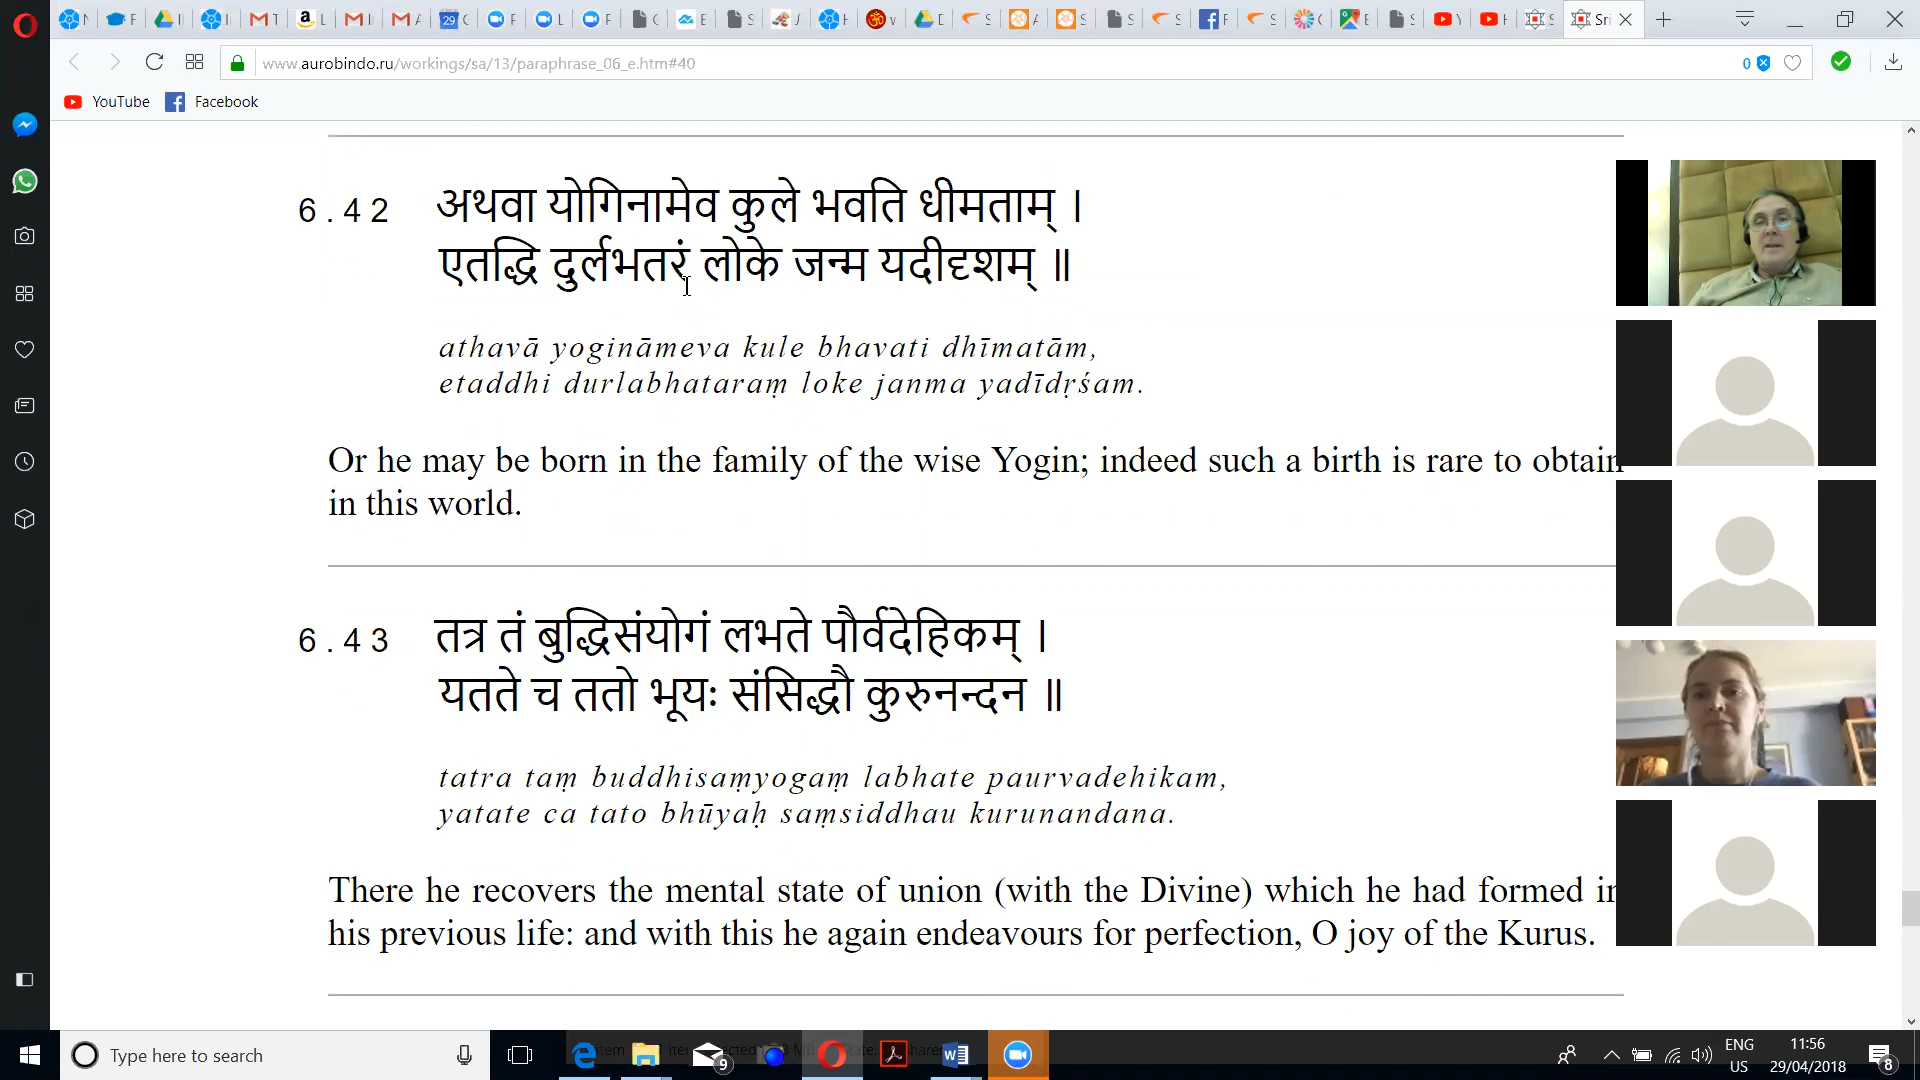 Sri
www.aurobindo.ru/workings/sa/13/paraphrase_06_e.htm#40
0
YouTube
Facebook
6.42
अथवा योगिनामेव कुले भवति धीमताम् ।
एतद्धि दुर्लभतरं लोके जन्म यदीदृशम् ॥
athavā yogināmeva kule bhavati dhīmatām,
etaddhi durlabhataraṃ loke janma yadīdṛśam.
Or he may be born in the family of the wise Yogin; indeed such a birth is rare to obtain
in this world.
6.43
तत्र तं बुद्धिसंयोगं लभते पौर्वदेहिकम् ।
यतते च ततो भूयः संसिद्धौ कुरुनन्दन ॥
tatra taṃ buddhisaṃyogaṃ labhate paurvadehikam,
yatate ca tato bhūyaḥ saṃsiddhau kurunandana.
There he recovers the mental state of union (with the Divine) which he had formed in
his previous life: and with this he again endeavours for perfection, O joy of the Kurus.
Type here to search
9
ENG
US
11:56
29/04/2018
8